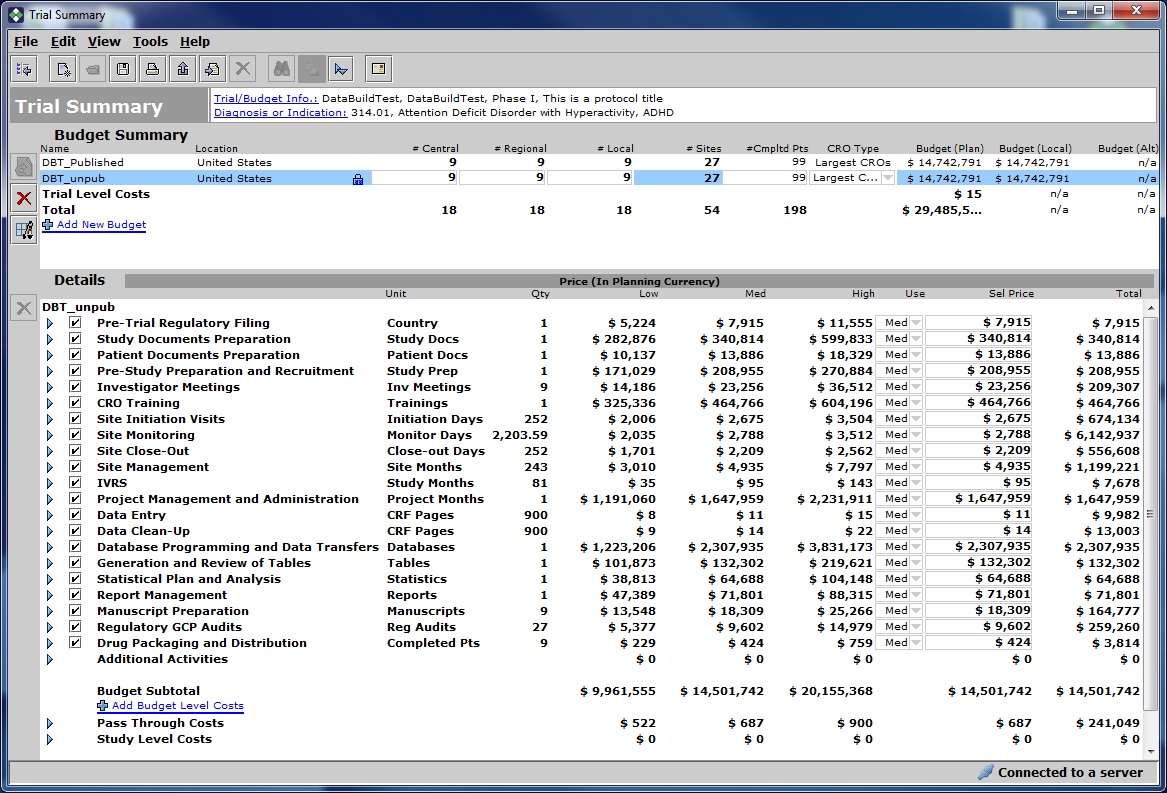 Trial Summary
File Edit View Tools Help
Trial Summary
Trial/Budget Info.: DataBuildTest, DataBuildTest, Phase I, This is a protocol title
Diagnosis or Indication: 314.01, Attention Deficit Disorder with Hyperactivity, ADHD
Budget Summary
Name Location # Central # Regional # Local # Sites #Cmpltd Pts CRO Type Budget (Plan) Budget (Local) Budget (Alt)
DBT_Published United States 9 9 9 27 99 Largest CROs $ 14,742,791 $ 14,742,791 n/a
DBT_unpub United States 9 9 9 27 99 Largest C... $ 14,742,791 $ 14,742,791 n/a
Trial Level Costs $ 15 n/a n/a
Total 18 18 18 54 198 $ 29,485,5... n/a n/a
Add New Budget
Details Price (In Planning Currency)
Unit Qty Low Med High Use Sel Price Total
DBT_unpub
Pre-Trial Regulatory Filing Country 1 $ 5,224 $ 7,915 $ 11,555 Med $ 7,915 $ 7,915
Study Documents Preparation Study Docs 1 $ 282,876 $ 340,814 $ 599,833 Med $ 340,814 $ 340,814
Patient Documents Preparation Patient Docs 1 $ 10,137 $ 13,886 $ 18,329 Med $ 13,886 $ 13,886
Pre-Study Preparation and Recruitment Study Prep 1 $ 171,029 $ 208,955 $ 270,884 Med $ 208,955 $ 208,955
Investigator Meetings Inv Meetings 9 $ 14,186 $ 23,256 $ 36,512 Med $ 23,256 $ 209,307
CRO Training Trainings 1 $ 325,336 $ 464,766 $ 604,196 Med $ 464,766 $ 464,766
Site Initiation Visits Initiation Days 252 $ 2,006 $ 2,675 $ 3,504 Med $ 2,675 $ 674,134
Site Monitoring Monitor Days 2,203.59 $ 2,035 $ 2,788 $ 3,512 Med $ 2,788 $ 6,142,937
Site Close-Out Close-out Days 252 $ 1,701 $ 2,209 $ 2,562 Med $ 2,209 $ 556,608
Site Management Site Months 243 $ 3,010 $ 4,935 $ 7,797 Med $ 4,935 $ 1,199,221
IVRS Study Months 81 $ 35 $ 95 $ 143 Med $ 95 $ 7,678
Project Management and Administration Project Months 1 $ 1,191,060 $ 1,647,959 $ 2,231,911 Med $ 1,647,959 $ 1,647,959
Data Entry CRF Pages 900 $ 8 $ 11 $ 15 Med $ 11 $ 9,982
Data Clean-Up CRF Pages 900 $ 9 $ 14 $ 22 Med $ 14 $ 13,003
Database Programming and Data Transfers Databases 1 $ 1,223,206 $ 2,307,935 $ 3,831,173 Med $ 2,307,935 $ 2,307,935
Generation and Review of Tables Tables 1 $ 101,873 $ 132,302 $ 219,621 Med $ 132,302 $ 132,302
Statistical Plan and Analysis Statistics 1 $ 38,813 $ 64,688 $ 104,148 Med $ 64,688 $ 64,688
Report Management Reports 1 $ 47,389 $ 71,801 $ 88,315 Med $ 71,801 $ 71,801
Manuscript Preparation Manuscripts 9 $ 13,548 $ 18,309 $ 25,266 Med $ 18,309 $ 164,777
Regulatory GCP Audits Reg Audits 27 $ 5,377 $ 9,602 $ 14,979 Med $ 9,602 $ 259,260
Drug Packaging and Distribution Completed Pts 9 $ 229 $ 424 $ 759 Med $ 424 $ 3,814
Additional Activities $ 0 $ 0 $ 0 $ 0 $ 0
Budget Subtotal $ 9,961,555 $ 14,501,742 $ 20,155,368 $ 14,501,742 $ 14,501,742
Add Budget Level Costs
Pass Through Costs $ 522 $ 687 $ 900 $ 687 $ 241,049
Study Level Costs $ 0 $ 0 $ 0 $ 0 $ 0
Connected to a server